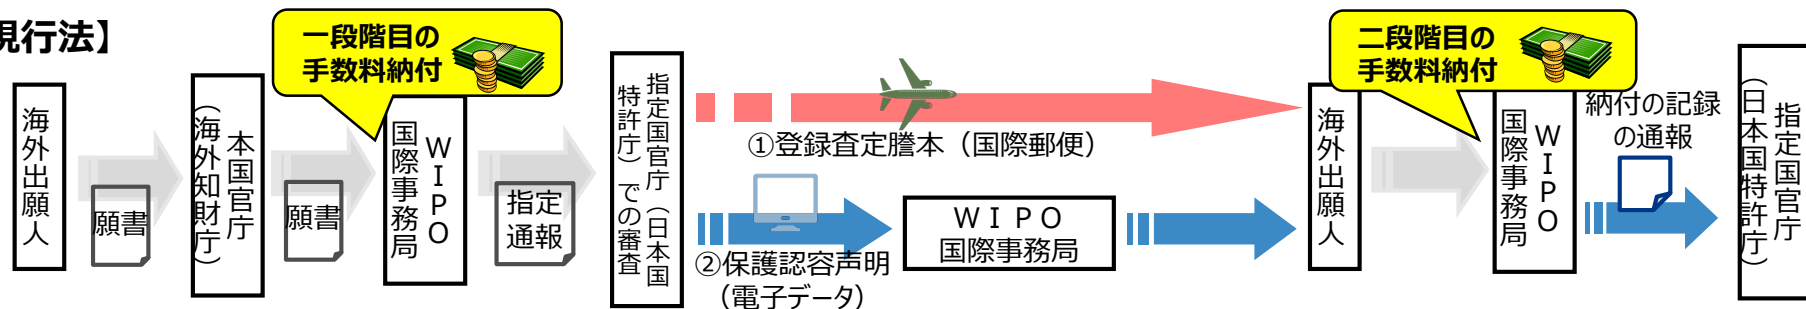 現行法】
海外出願人
願書
本国官庁
（海外知財庁）
願書
一段階目の
手数料納付
ＷＩＰＯ
国際事務局
指定
通報
指定国官庁（日本国
特許庁）での審査
①登録査定謄本（国際郵便）
②保護認容声明
（電子データ）
ＷＩＰＯ
国際事務局
海外出願人
二段階目の
手数料納付
ＷＩＰＯ
国際事務局
納付の記録
の通報
指定国官庁
（日本国特許庁）